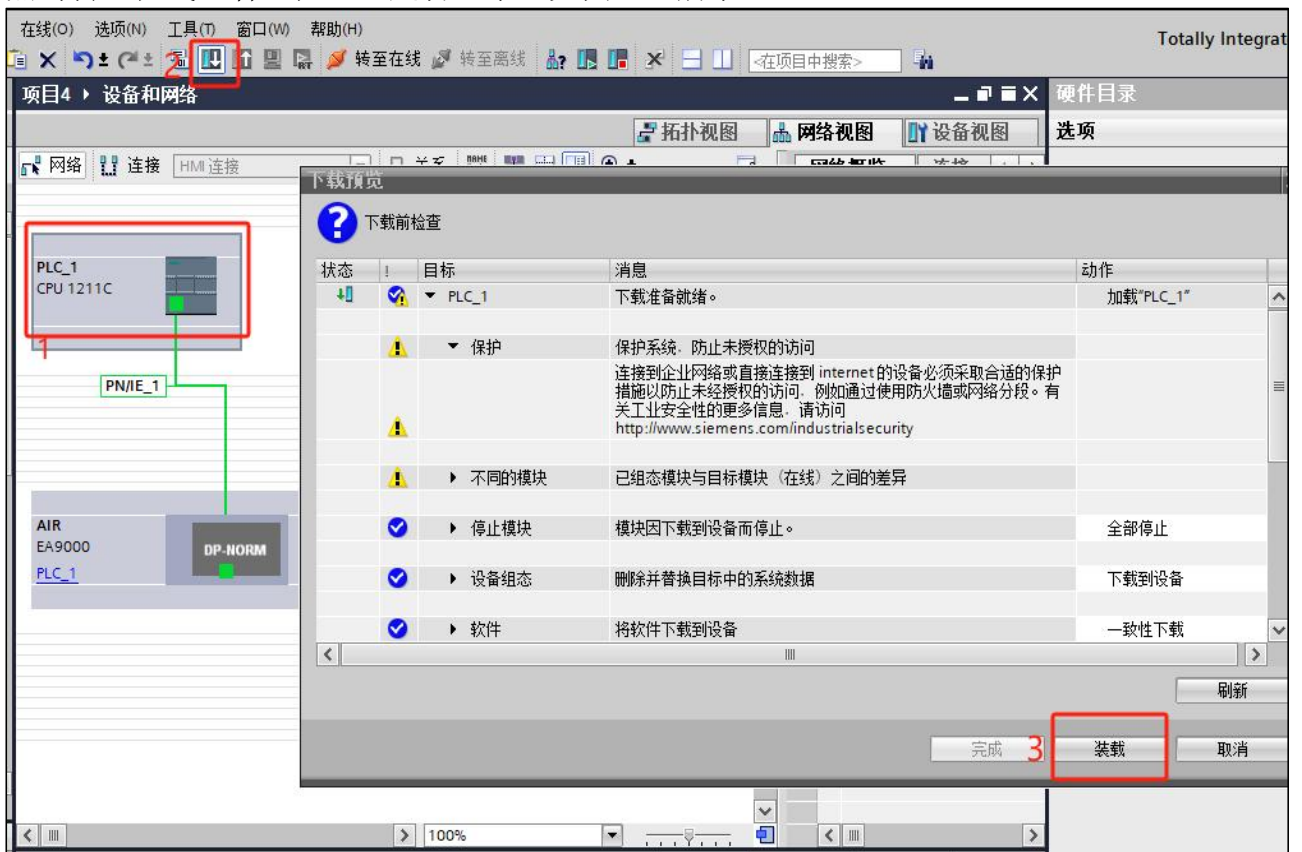 在线(O) 选项(N) 工具(T) 窗口(W) 帮助(H)
Totally Integrat
2
转至在线 转至离线 <在项目中搜索>
项目4 ▸ 设备和网络
硬件目录
拓扑视图 网络视图 设备视图
选项
网络 连接 HMI 连接
下载预览
下载前检查
状态 ! 目标 消息 动作
PLC_1
CPU 1211C
1
PLC_1 下载准备就绪。 加载"PLC_1"
保护 保护系统，防止未授权的访问
连接到企业网络或直接连接到 internet 的设备必须采取合适的保护
措施以防止未经授权的访问，例如通过使用防火墙或网络分段。有
关工业安全性的更多信息，请访问
http://www.siemens.com/industrialsecurity
PN/IE_1
不同的模块 已组态模块与目标模块（在线）之间的差异
AIR
EA9000
PLC_1
DP-NORM
停止模块 模块因下载到设备而停止。 全部停止
设备组态 删除并替换目标中的系统数据 下载到设备
软件 将软件下载到设备 一致性下载
刷新
完成 3 装载 取消
100%